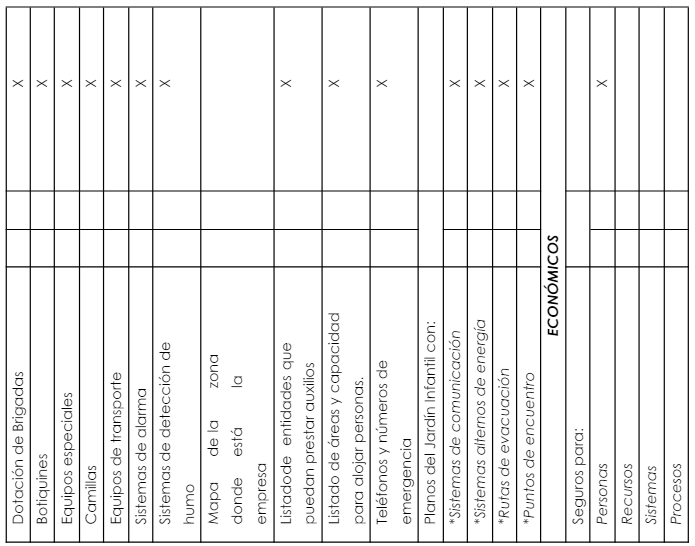 Dotación de Brigadas X
Botiquines X
Equipos especiales X
Camillas X
Equipos de transporte X
Sistemas de alarma X
Sistemas de detección de X
humo
Mapa de la zona
donde está la
empresa
Listadode entidades que X
puedan prestar auxilios
Listado de áreas y capacidad X
para alojar personas.
Teléfonos y números de X
emergencia
Planos del Jardín Infantil con:
*Sistemas de comunicación X
*Sistemas alternos de energía X
*Rutas de evacuación X
*Puntos de encuentro X
ECONÓMICOS
Seguros para:
Personas X
Recursos
Sistemas
Procesos